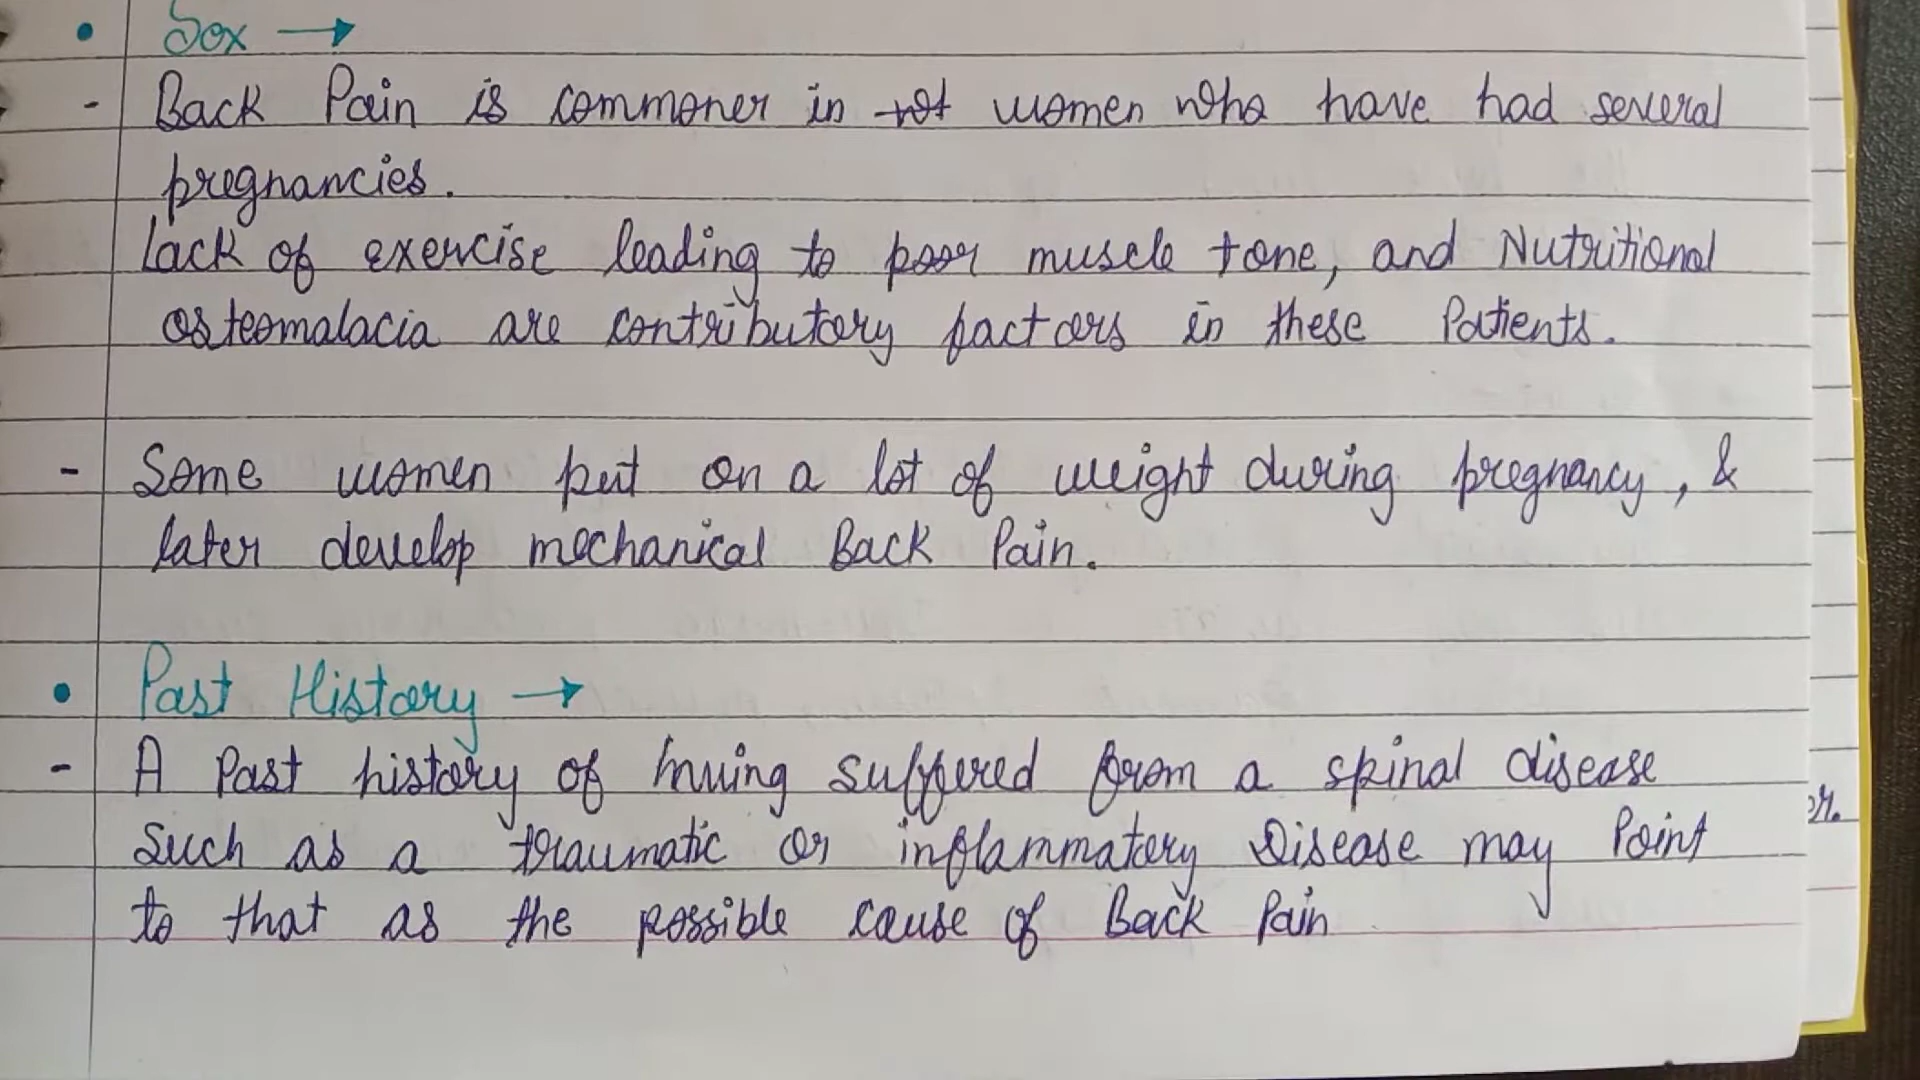 • Sex →
- Back Pain is commoner in women who have had several
pregnancies.
Lack of exercise leading to poor muscle tone, and Nutritional
osteomalacia are contributory factors in these Patients.
- Some women put on a lot of weight during pregnancy, &
later develop mechanical Back Pain.
• Past History →
- A Past history of having suffered from a spinal disease
such as a traumatic or inflammatory Disease may Point
to that as the possible cause of Back Pain